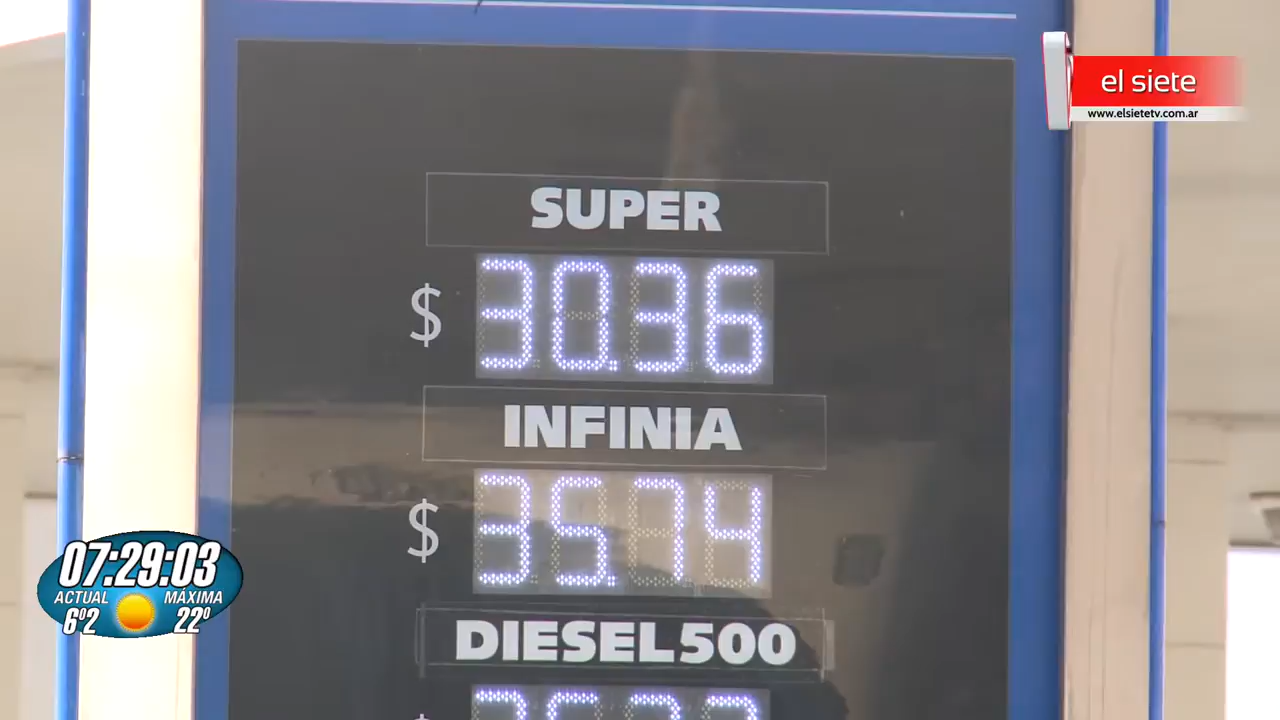 el siete
www.elsietetv.com.ar
SUPER
$ 30.36
INFINIA
$ 35.74
DIESEL500
$
07:29:03
ACTUAL MÁXIMA
6º2 22º